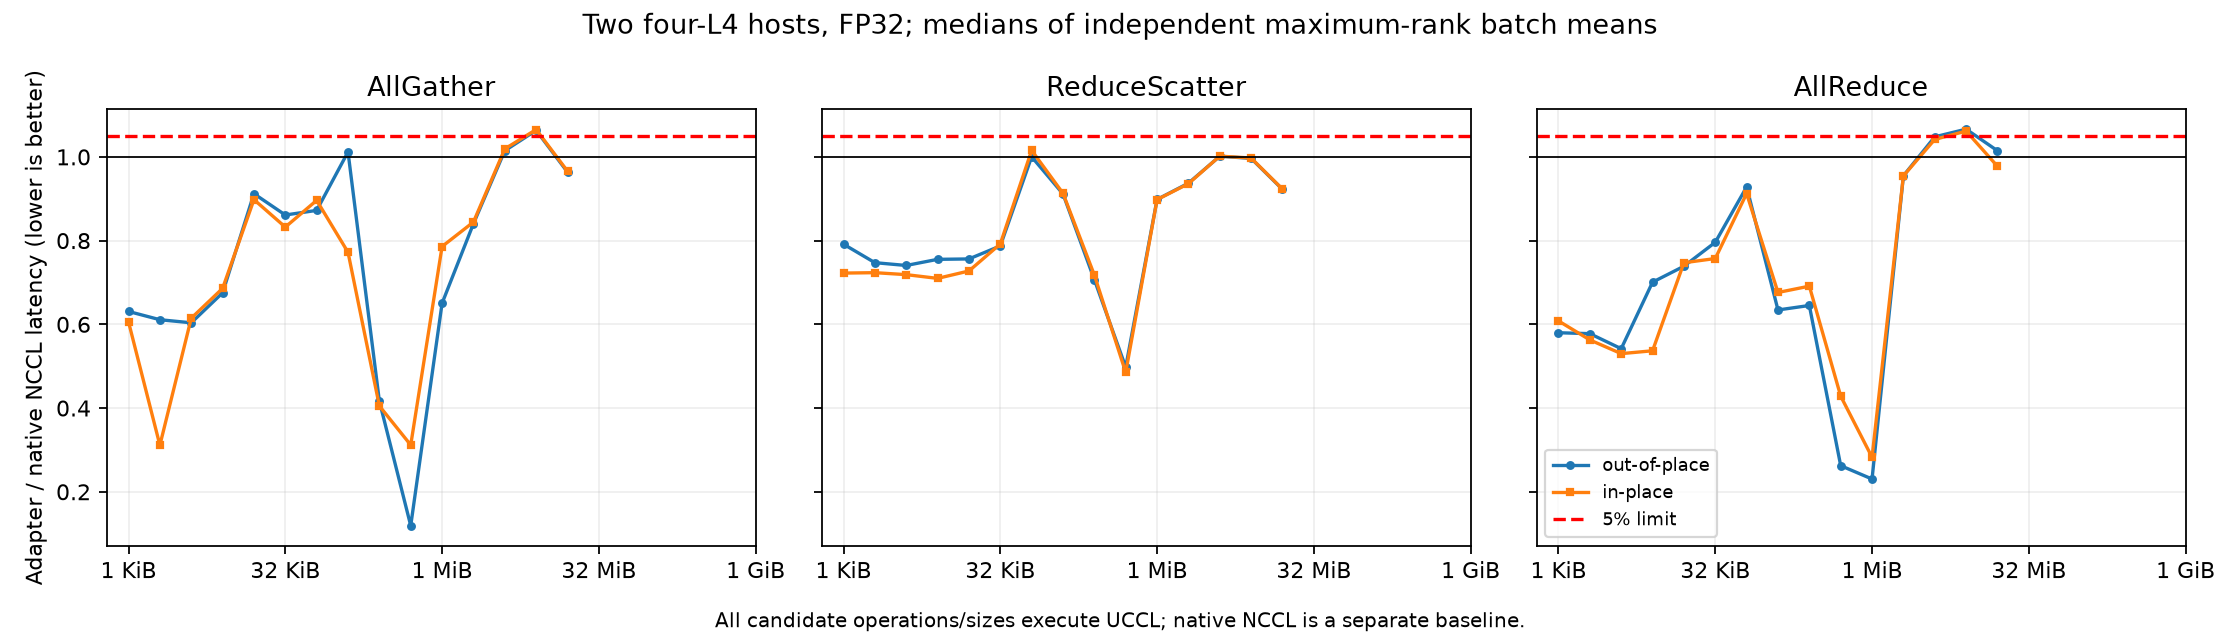 Two four-L4 hosts, FP32; medians of independent maximum-rank batch means
Adapter / native NCCL latency (lower is better)
AllGather
1.0
0.8
0.6
0.4
0.2
1 KiB
32 KiB
1 MiB
32 MiB
1 GiB
ReduceScatter
1 KiB
32 KiB
1 MiB
32 MiB
1 GiB
AllReduce
out-of-place
in-place
5% limit
1 KiB
32 KiB
1 MiB
32 MiB
1 GiB
All candidate operations/sizes execute UCCL; native NCCL is a separate baseline.